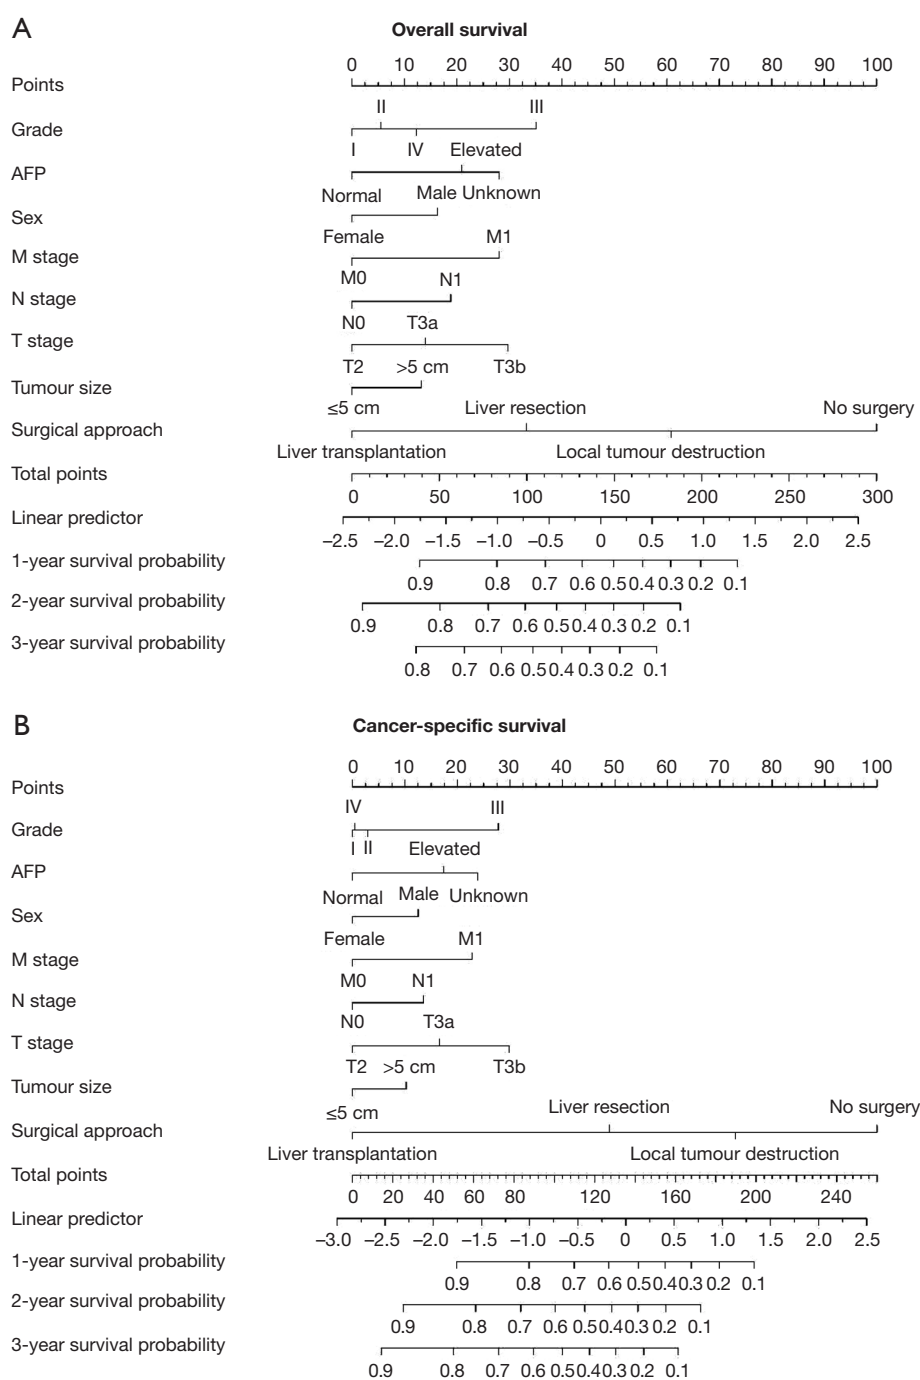 A
Overall survival
0 10 20 30 40 50 60 70 80 90 100
Points
II III
Grade
I IV Elevated
AFP
Normal Male Unknown
Sex
Female M1
M stage
M0 N1
N stage
N0 T3a
T stage
T2 >5 cm T3b
Tumour size
≤5 cm Liver resection No surgery
Surgical approach
Liver transplantation Local tumour destruction
Total points
0 50 100 150 200 250 300
Linear predictor
−2.5 −2.0 −1.5 −1.0 −0.5 0 0.5 1.0 1.5 2.0 2.5
1-year survival probability
0.9 0.8 0.7 0.6 0.5 0.4 0.3 0.2 0.1
2-year survival probability
0.9 0.8 0.7 0.6 0.5 0.4 0.3 0.2 0.1
3-year survival probability
0.8 0.7 0.6 0.5 0.4 0.3 0.2 0.1
B
Cancer-specific survival
0 10 20 30 40 50 60 70 80 90 100
Points
IV III
Grade
I II Elevated
AFP
Normal Male Unknown
Sex
Female M1
M stage
M0 N1
N stage
N0 T3a
T stage
T2 >5 cm T3b
Tumour size
≤5 cm Liver resection No surgery
Surgical approach
Liver transplantation Local tumour destruction
Total points
0 20 40 60 80 120 160 200 240
Linear predictor
−3.0 −2.5 −2.0 −1.5 −1.0 −0.5 0 0.5 1.0 1.5 2.0 2.5
1-year survival probability
0.9 0.8 0.7 0.6 0.5 0.4 0.3 0.2 0.1
2-year survival probability
0.9 0.8 0.7 0.6 0.5 0.4 0.3 0.2 0.1
3-year survival probability
0.9 0.8 0.7 0.6 0.5 0.4 0.3 0.2 0.1